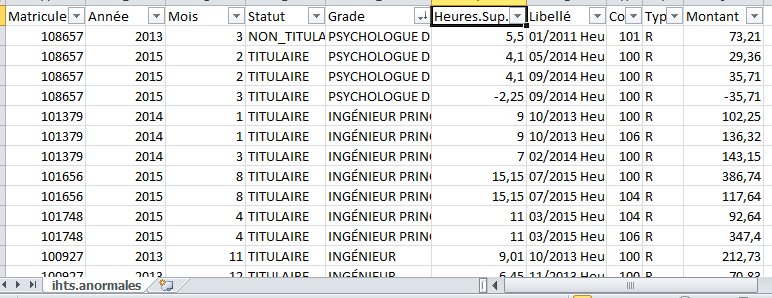 Matricule Année Mois Statut Grade Heures.Sup. Libellé Co Typ Montant
108657 2013 3 NON_TITULA PSYCHOLOGUE D 5,5 01/2011 Heu 101 R 73,21
108657 2015 2 TITULAIRE PSYCHOLOGUE D 4,1 05/2014 Heu 100 R 29,36
108657 2015 2 TITULAIRE PSYCHOLOGUE D 4,1 09/2014 Heu 100 R 35,71
108657 2015 3 TITULAIRE PSYCHOLOGUE D -2,25 09/2014 Heu 100 R -35,71
101379 2014 1 TITULAIRE INGÉNIEUR PRINC 9 10/2013 Heu 100 R 102,25
101379 2014 1 TITULAIRE INGÉNIEUR PRINC 9 10/2013 Heu 106 R 136,32
101379 2014 3 TITULAIRE INGÉNIEUR PRINC 7 02/2014 Heu 100 R 143,15
101656 2015 8 TITULAIRE INGÉNIEUR PRINC 15,15 07/2015 Heu 100 R 386,74
101656 2015 8 TITULAIRE INGÉNIEUR PRINC 15,15 07/2015 Heu 104 R 117,64
101748 2015 4 TITULAIRE INGÉNIEUR PRINC 11 03/2015 Heu 104 R 92,64
101748 2015 4 TITULAIRE INGÉNIEUR PRINC 11 03/2015 Heu 106 R 347,4
100927 2013 11 TITULAIRE INGÉNIEUR 9,01 10/2013 Heu 100 R 212,73
100927 2013 12 TITULAIRE INGÉNIEUR 6,45 11/2013 Heu 100 R 70,83
ihts.anormales